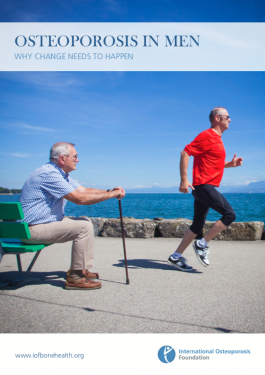 OSTEOPOROSIS IN MEN
WHY CHANGE NEEDS TO HAPPEN
www.iofbonehealth.org
International Osteoporosis
Foundation